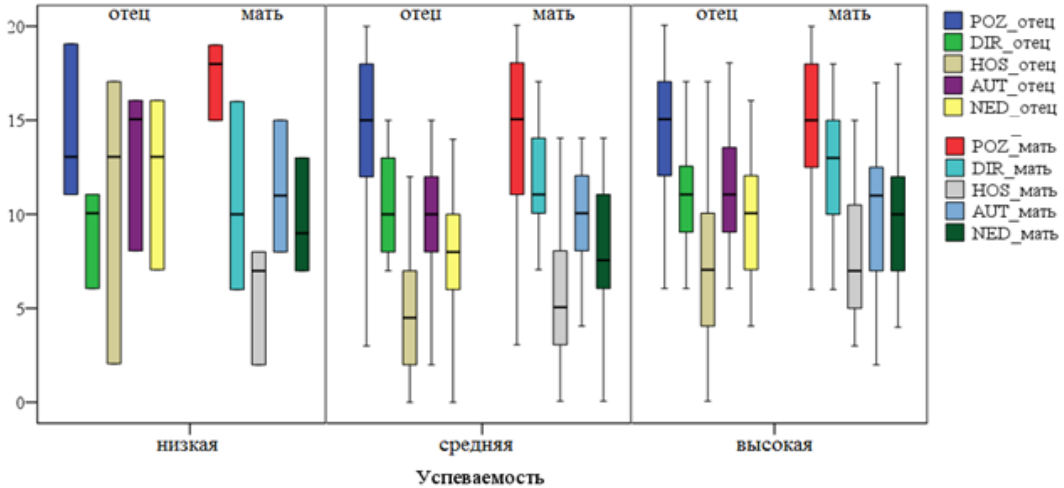 отец мать отец мать отец мать
20
15
10
5
0
низкая средняя высокая
Успеваемость
POZ_отец
DIR_отец
HOS_отец
AUT_отец
NED_отец
POZ_мать
DIR_мать
HOS_мать
AUT_мать
NED_мать